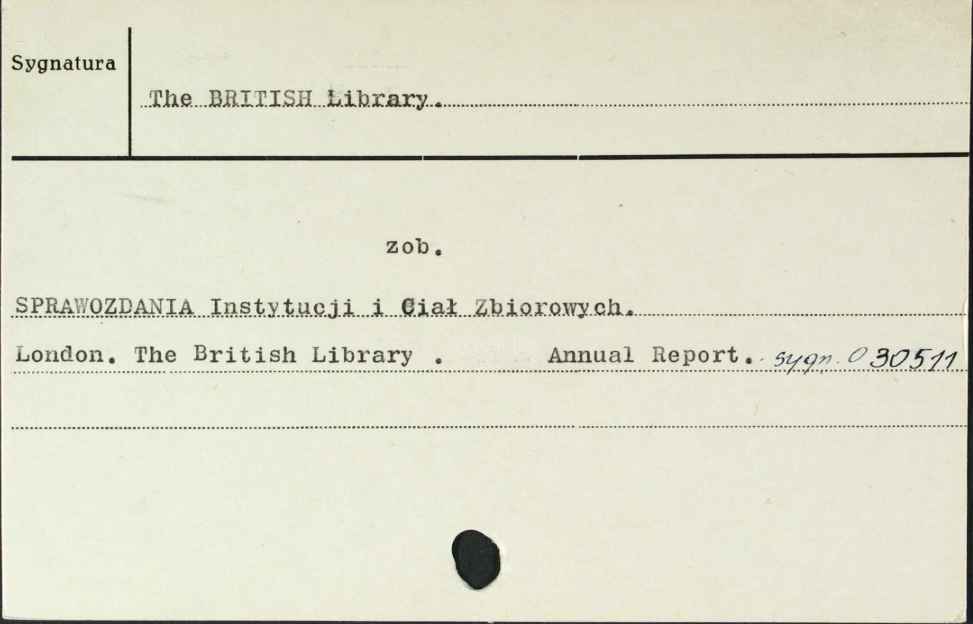 Sygnatura
The BRITISH Library.
zob.
SPRAWOZDANIA Instytucji i Ciał Zbiorowych.
London. The British Library . Annual Report. sygn. 030511